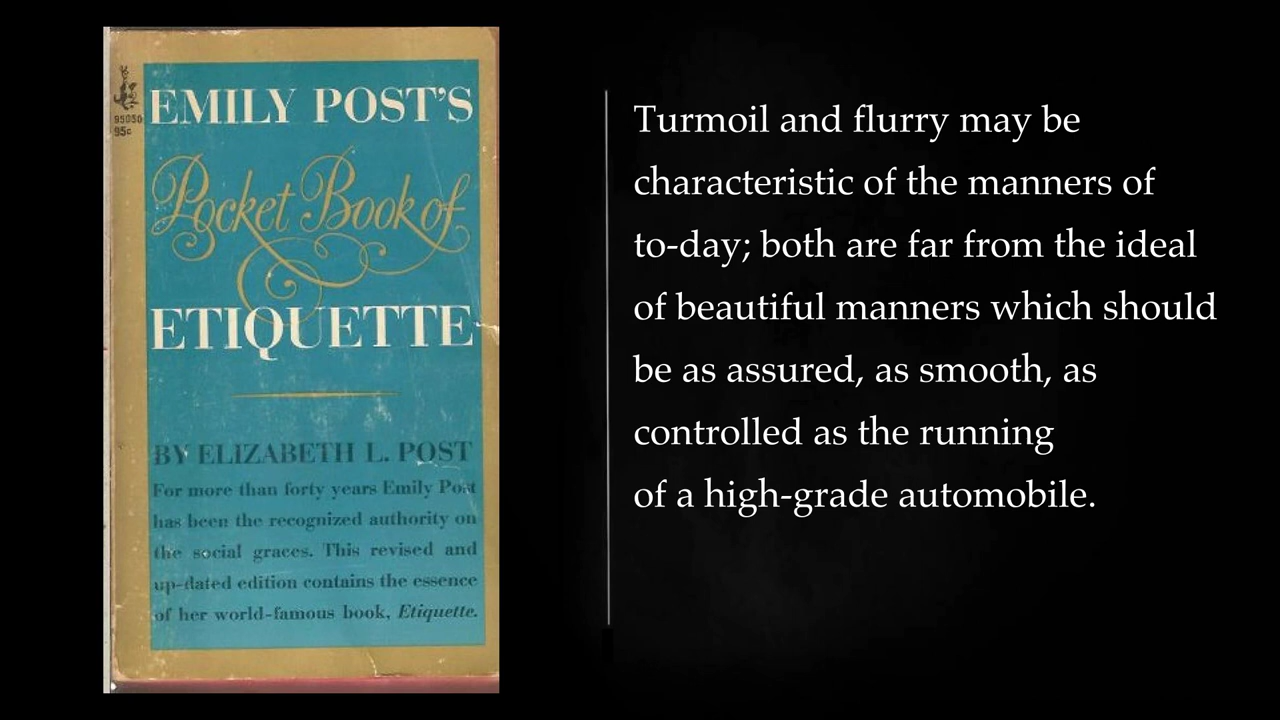 95050
95c
EMILY POST'S
Pocket Book of
ETIQUETTE
BY ELIZABETH L. POST
For more than forty years Emily Post
has been the recognized authority on
the social graces. This revised and
up-dated edition contains the essence
of her world-famous book, Etiquette.
Turmoil and flurry may be
characteristic of the manners of
to-day; both are far from the ideal
of beautiful manners which should
be as assured, as smooth, as
controlled as the running
of a high-grade automobile.